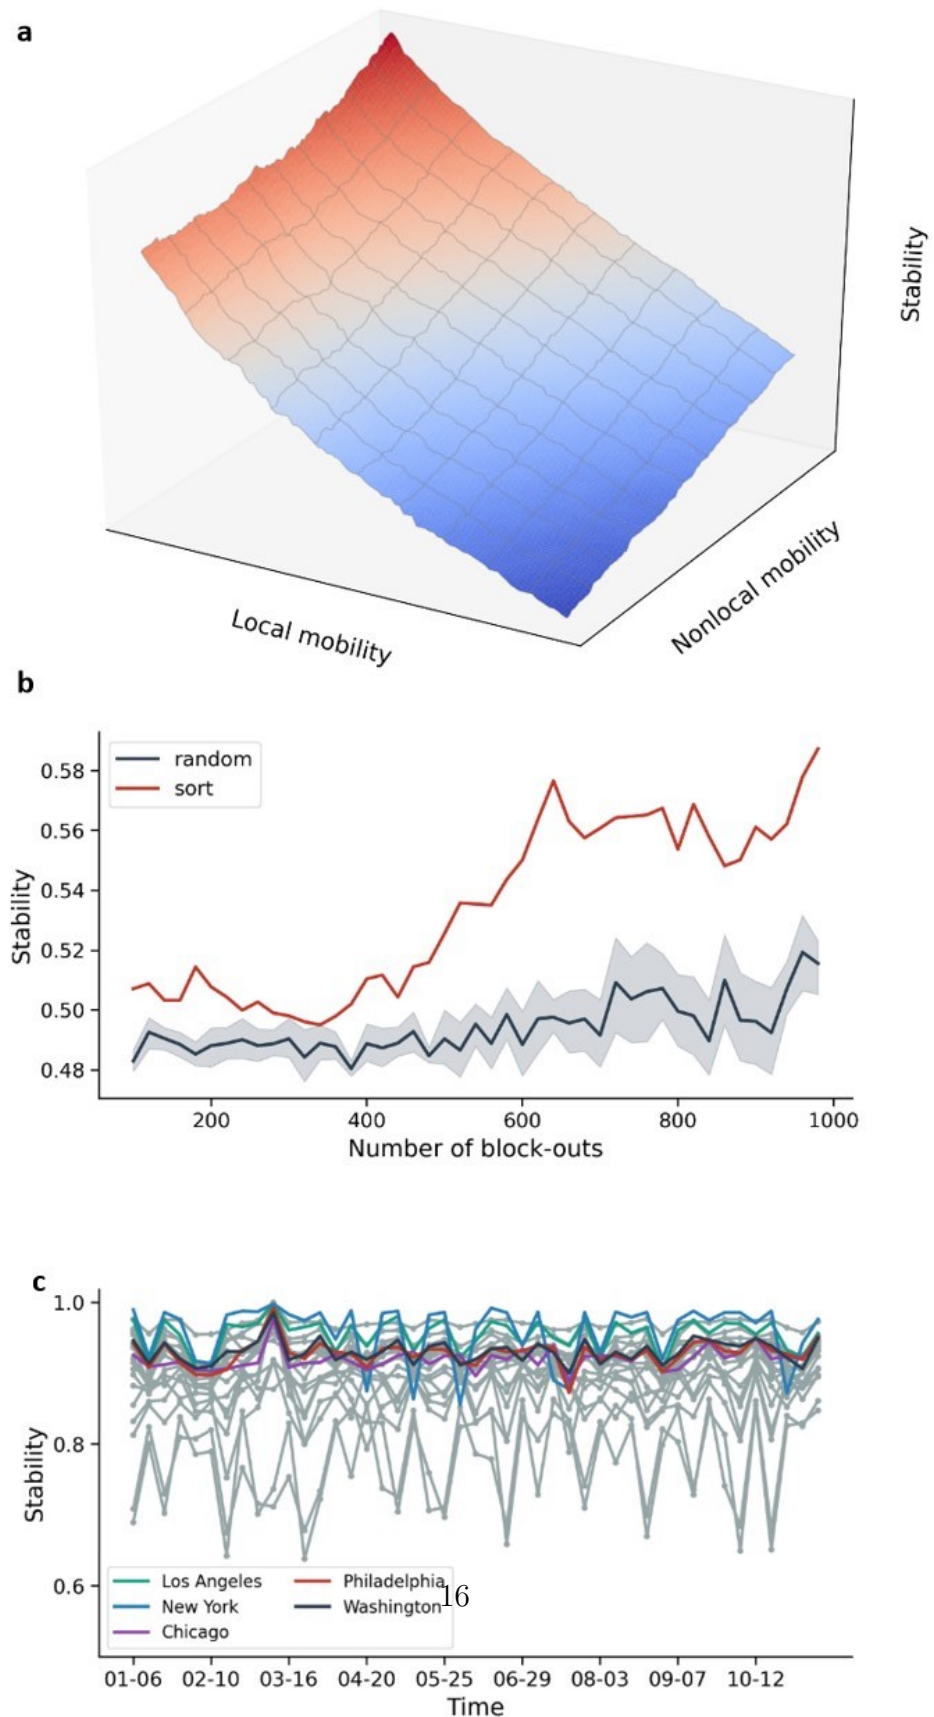 a
Stability
Nonlocal mobility
Local mobility
b
random
sort
0.58
0.56
0.54
0.52
0.50
0.48
Stability
200 400 600 800 1000
Number of block-outs
c
1.0
0.8
0.6
Stability
Los Angeles Philadelphia
New York Washington
Chicago
16
01-06 02-10 03-16 04-20 05-25 06-29 08-03 09-07 10-12
Time